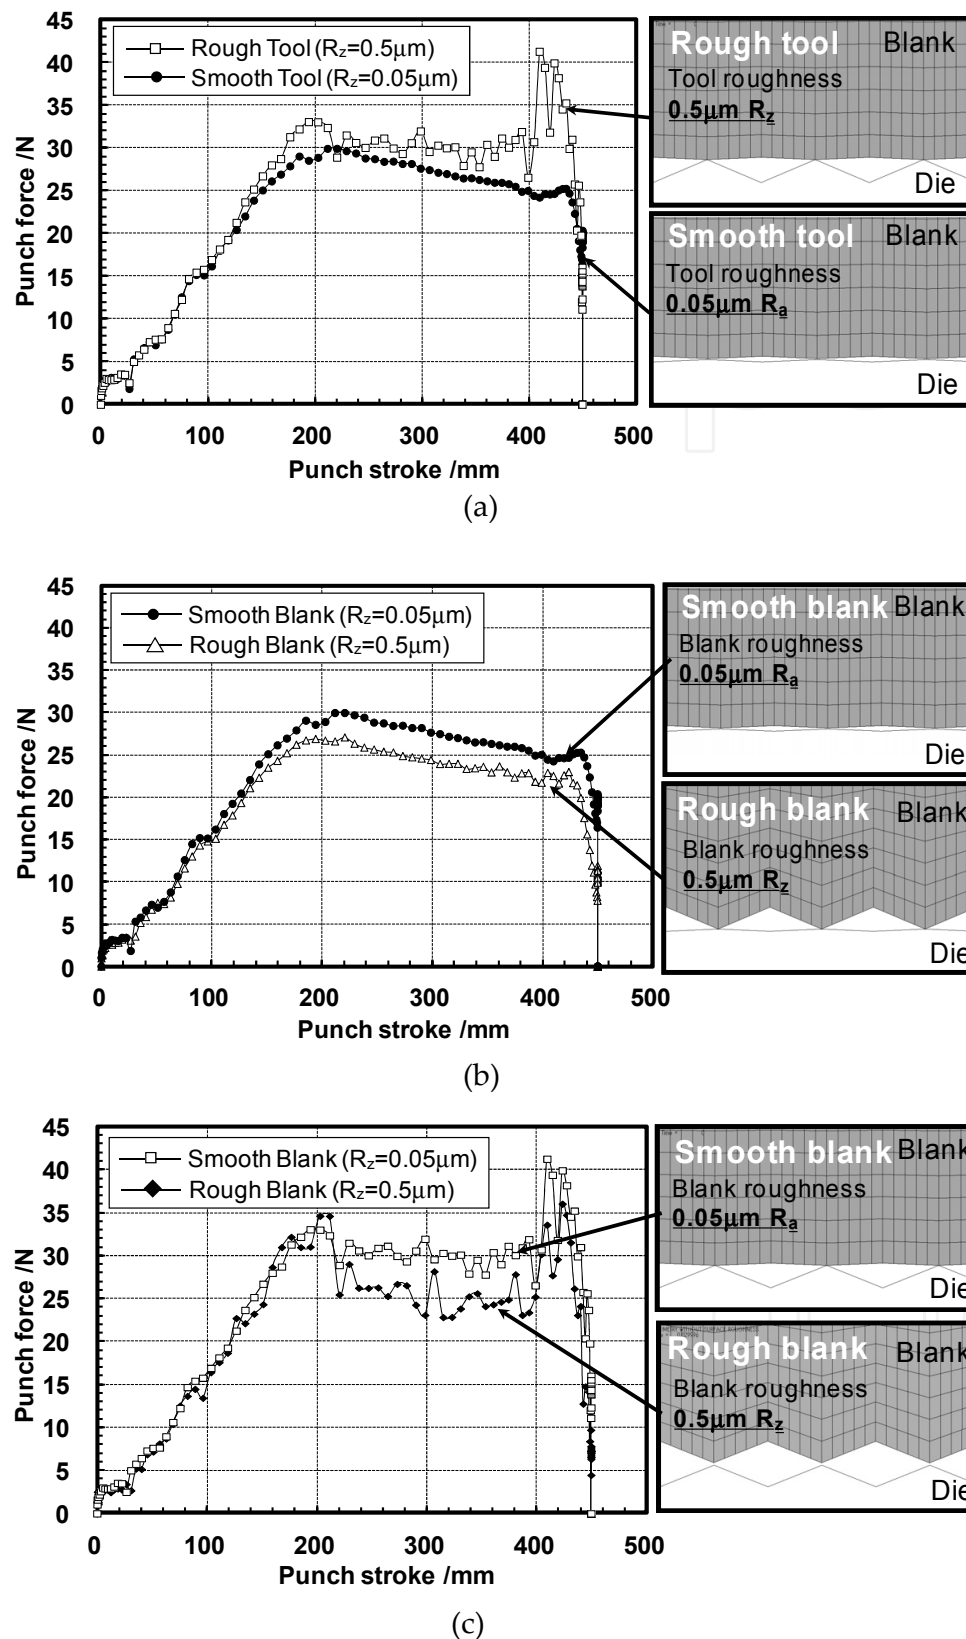 (a)
45
40
35
30
25
20
15
10
5
0
Punch force /N
Rough Tool (Rz=0.5μm)
Smooth Tool (Rz=0.05μm)
0 100 200 300 400 500
Punch stroke /mm
Rough tool Blank
Tool roughness
0.5μm Rz
Die
Smooth tool Blank
Tool roughness
0.05μm Ra
Die
(a)
45
40
35
30
25
20
15
10
5
0
Punch force /N
Smooth Blank (Rz=0.05μm)
Rough Blank (Rz=0.5μm)
0 100 200 300 400 500
Punch stroke /mm
Smooth blank Blank
Blank roughness
0.05μm Ra
Die
Rough blank Blank
Blank roughness
0.5μm Rz
Die
(b)
45
40
35
30
25
20
15
10
5
0
Punch force /N
Smooth Blank (Rz=0.05μm)
Rough Blank (Rz=0.5μm)
0 100 200 300 400 500
Punch stroke /mm
Smooth blank Blank
Blank roughness
0.05μm Ra
Die
Rough blank Blank
Blank roughness
0.5μm Rz
Die
(c)